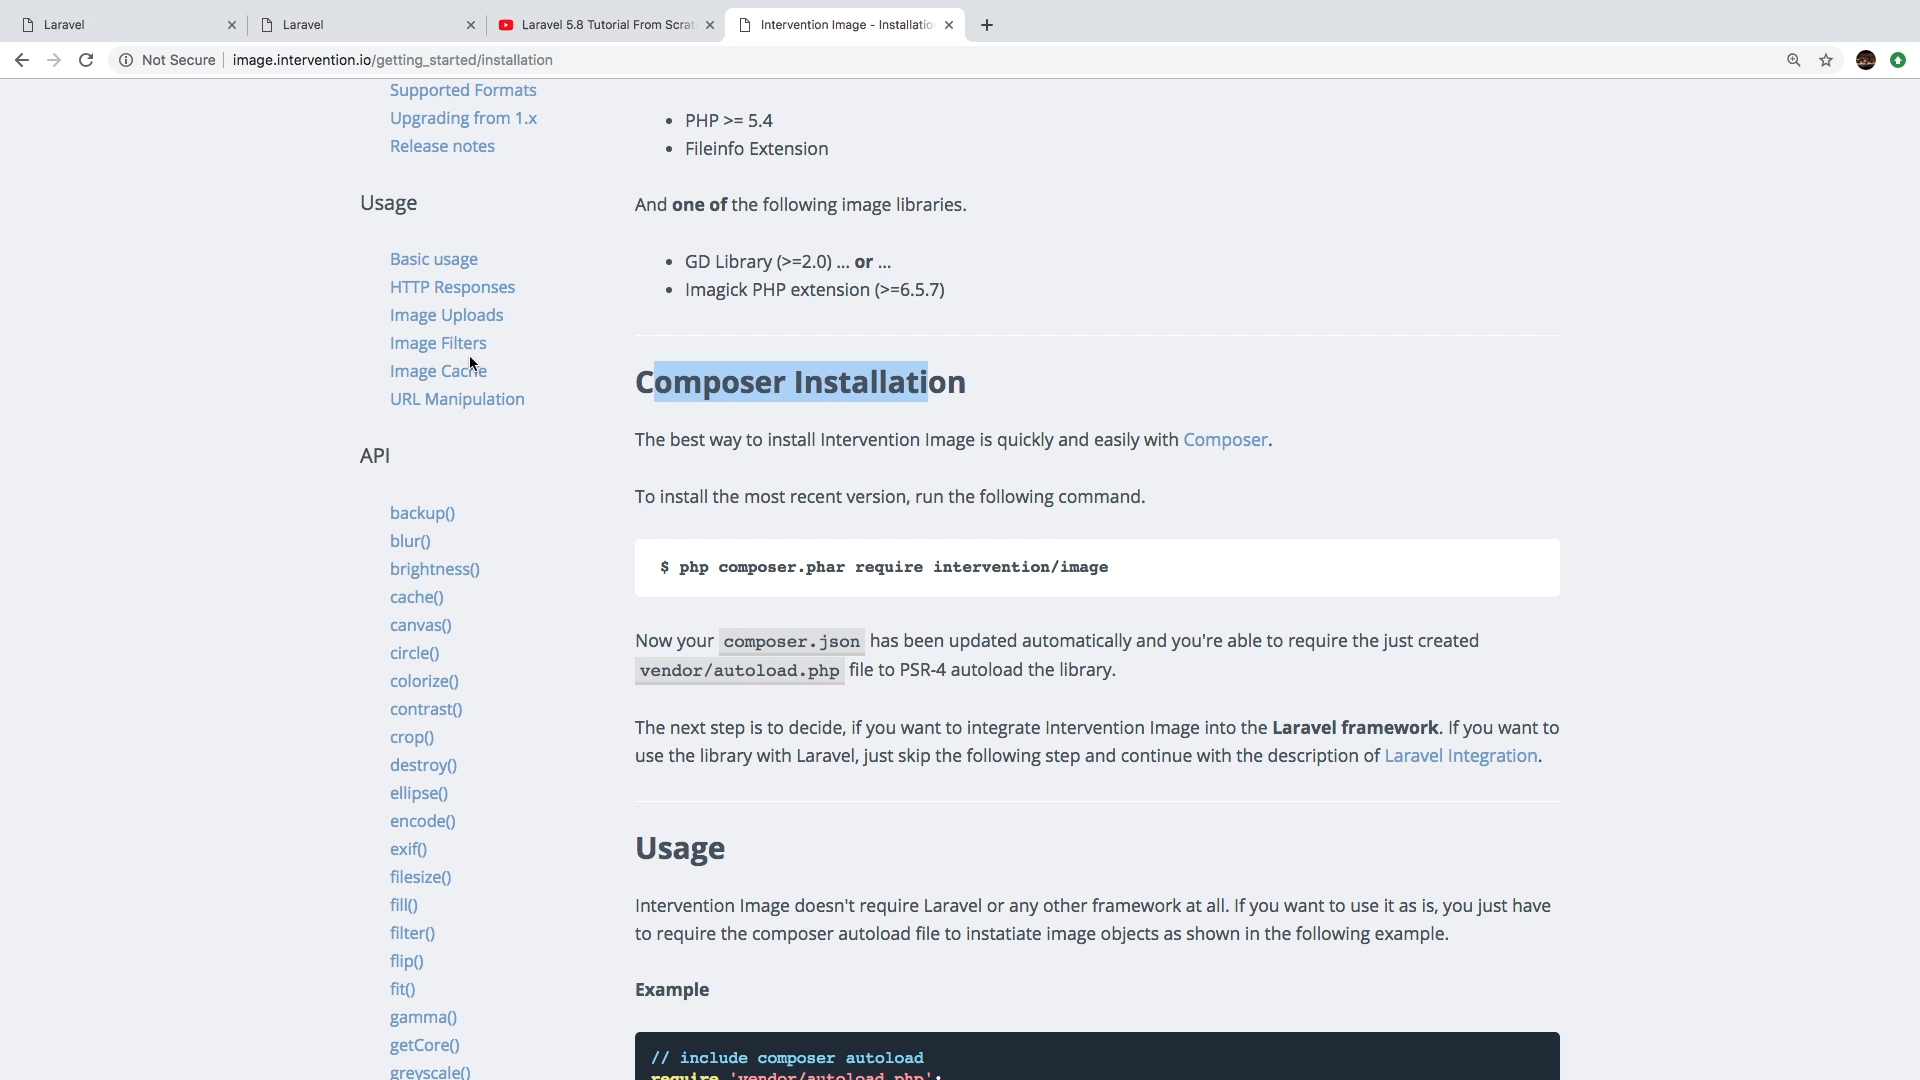 Laravel
Laravel
Laravel 5.8 Tutorial From Scrat
Intervention Image - Installatio
Not Secure
image.intervention.io/getting_started/installation
Supported Formats
Upgrading from 1.x
Release notes
Usage
Basic usage
HTTP Responses
Image Uploads
Image Filters
Image Cache
URL Manipulation
API
backup()
blur()
brightness()
cache()
canvas()
circle()
colorize()
contrast()
crop()
destroy()
ellipse()
encode()
exif()
filesize()
fill()
filter()
flip()
fit()
gamma()
getCore()
greyscale()
• PHP >= 5.4
• Fileinfo Extension
And one of the following image libraries.
• GD Library (>=2.0) ... or ...
• Imagick PHP extension (>=6.5.7)
Composer Installation
The best way to install Intervention Image is quickly and easily with Composer.
To install the most recent version, run the following command.
$ php composer.phar require intervention/image
Now your composer.json has been updated automatically and you're able to require the just created
vendor/autoload.php file to PSR-4 autoload the library.
The next step is to decide, if you want to integrate Intervention Image into the Laravel framework. If you want to
use the library with Laravel, just skip the following step and continue with the description of Laravel Integration.
Usage
Intervention Image doesn't require Laravel or any other framework at all. If you want to use it as is, you just have
to require the composer autoload file to instatiate image objects as shown in the following example.
Example
// include composer autoload
require 'vendor/autoload.php';